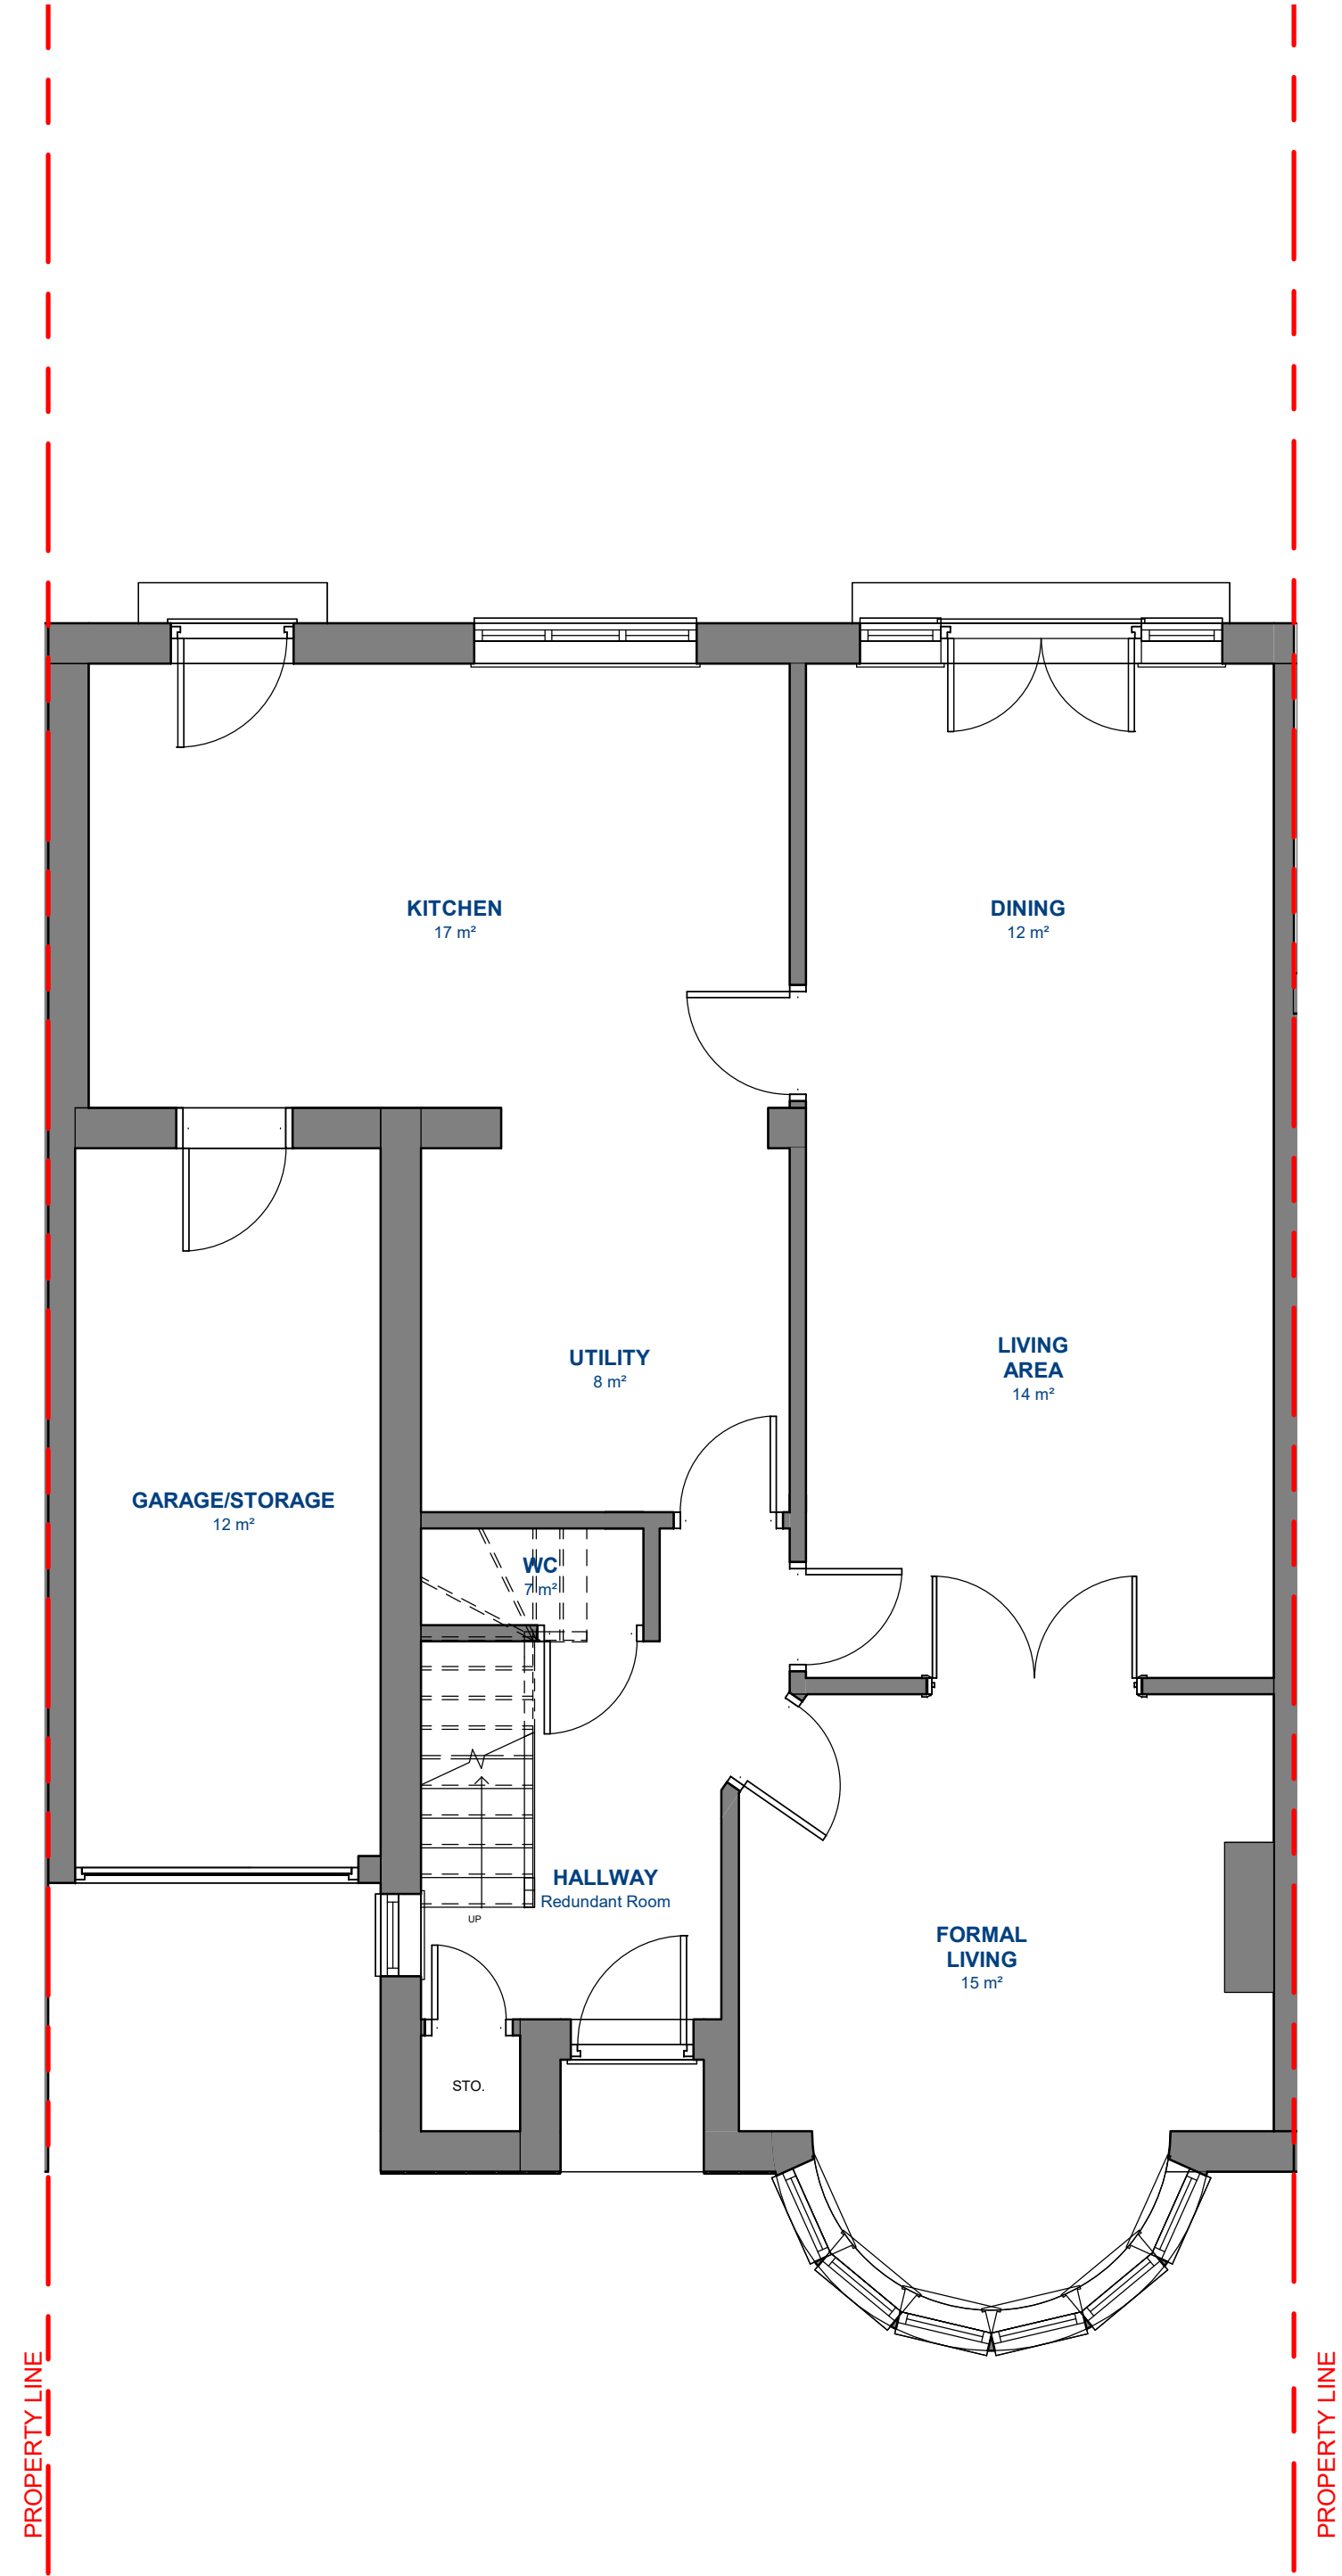 KITCHEN
17 m²
DINING
12 m²
LIVING
AREA
14 m²
UTILITY
8 m²
GARAGE/STORAGE
12 m²
WC
7 m²
HALLWAY
Redundant Room
UP
FORMAL
LIVING
15 m²
STO.
PROPERTY LINE
PROPERTY LINE